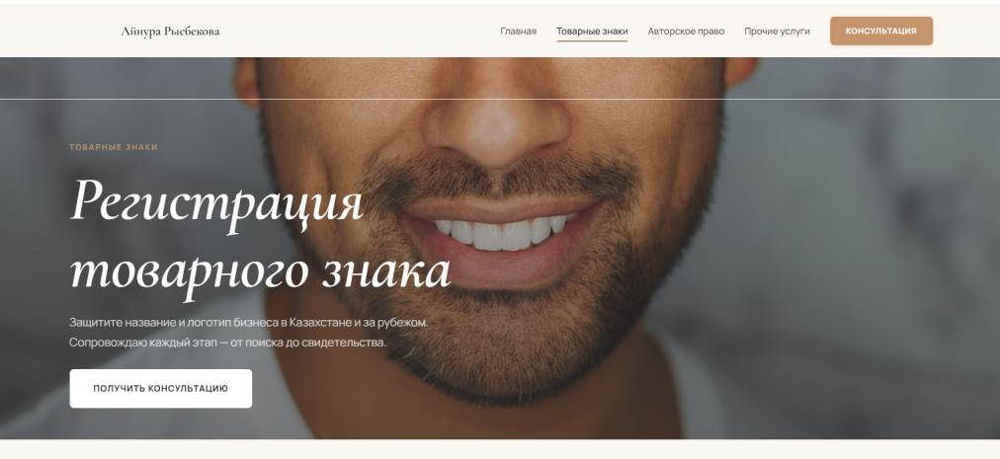 Айнура Рысбекова
Главная
Товарные знаки
Авторское право
Прочие услуги
КОНСУЛЬТАЦИЯ
ТОВАРНЫЕ ЗНАКИ
Регистрация
товарного знака
Защитите название и логотип бизнеса в Казахстане и за рубежом.
Сопровождаю каждый этап — от поиска до свидетельства.
ПОЛУЧИТЬ КОНСУЛЬТАЦИЮ